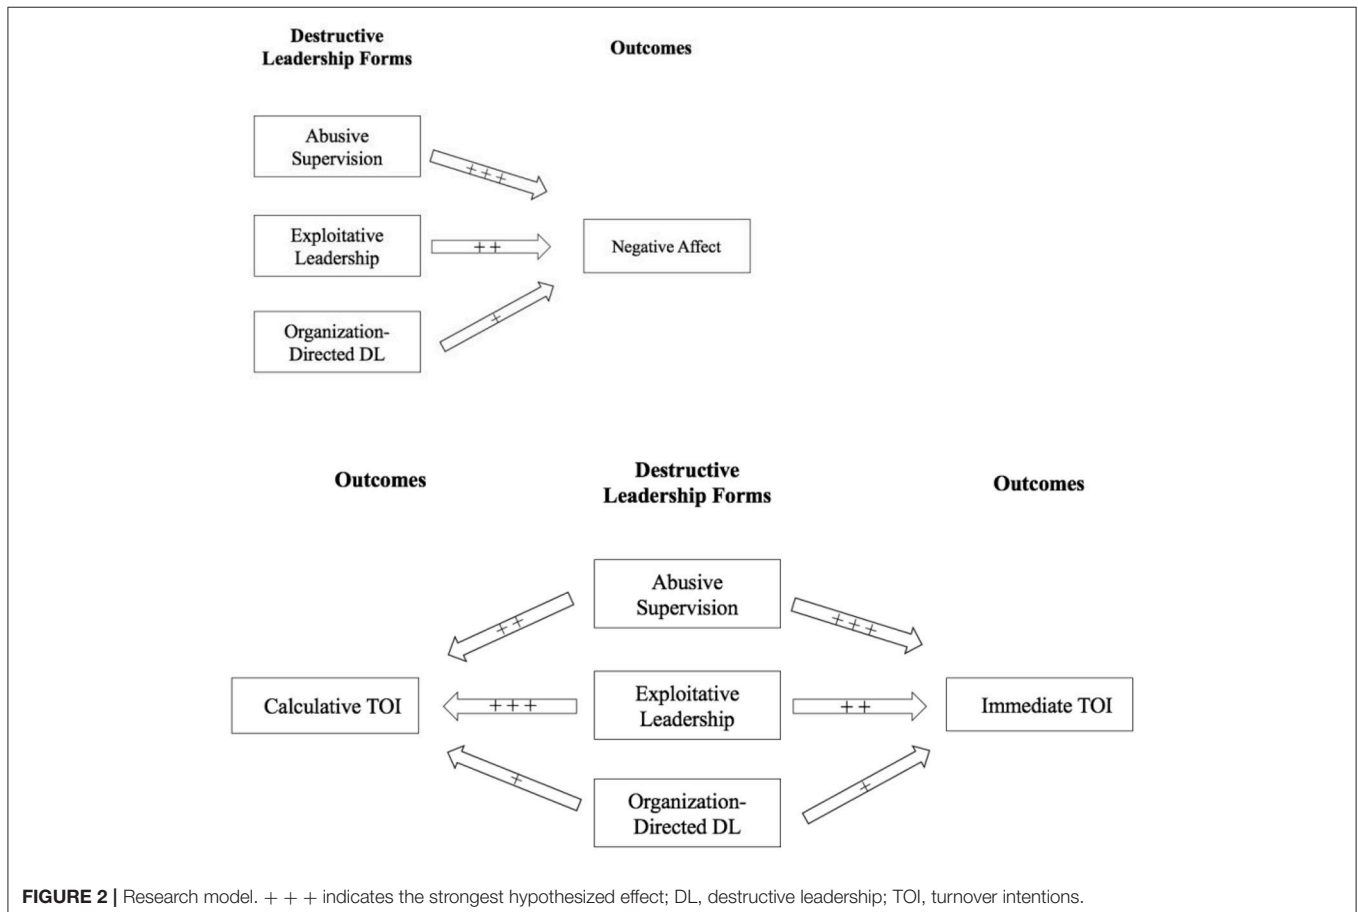 Destructive
Leadership Forms
Outcomes
Abusive
Supervision
+++
Exploitative
Leadership
++
Negative Affect
Organization-
Directed DL
+
Outcomes
Destructive
Leadership Forms
Outcomes
Abusive
Supervision
++
+++
Calculative TOI
+++
Exploitative
Leadership
++
Immediate TOI
+
Organization-
Directed DL
+
FIGURE 2 | Research model. + + + indicates the strongest hypothesized effect; DL, destructive leadership; TOI, turnover intentions.